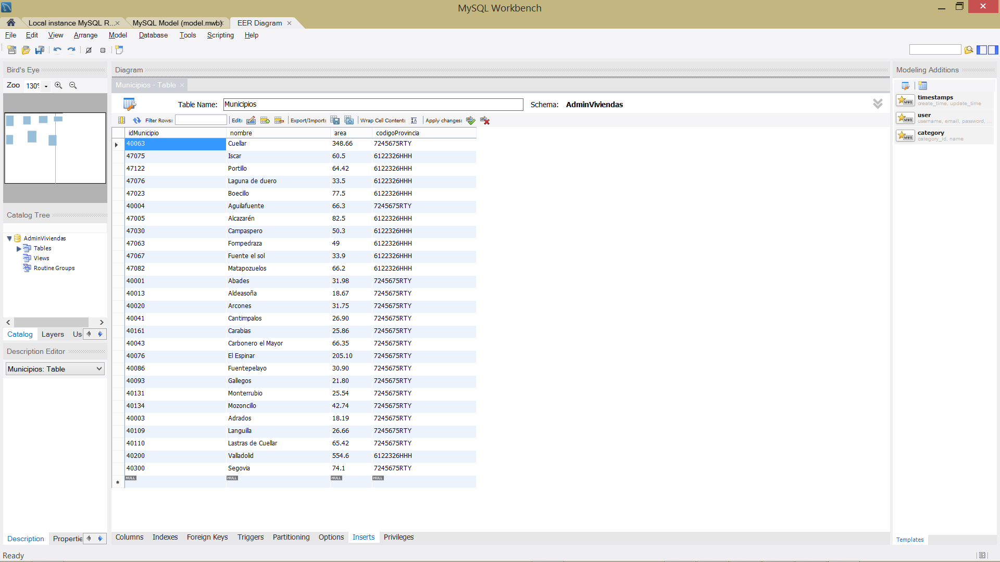 MySQL Workbench
Local instance MySQL R...× MySQL Model (model.mwb)× EER Diagram ×
File Edit View Arrange Model Database Tools Scripting Help
Bird's Eye Diagram Modeling Additions
Zoo 130% Municipios - Table ×
Table Name: Municipios Schema: AdminViviendas
Filter Rows: Edit: Export/Import: Wrap Cell Content: Apply changes:
timestamps
create_time, update_time
user
username, email, password, ...
category
category_id, name
idMunicipio nombre area codigoProvincia
40063 Cuellar 348.66 7245675RTY
47075 Iscar 60.5 6122326HHH
47122 Portillo 64.42 6122326HHH
47076 Laguna de duero 33.5 6122326HHH
47023 Boecillo 77.5 6122326HHH
40004 Aguilafuente 66.3 7245675RTY
47005 Alcazarén 82.5 6122326HHH
47030 Campaspero 50.3 6122326HHH
47063 Fompedraza 49 6122326HHH
47067 Fuente el sol 33.9 6122326HHH
47082 Matapozuelos 66.2 6122326HHH
40001 Abades 31.98 7245675RTY
40013 Aldeasoña 18.67 7245675RTY
40020 Arcones 31.75 7245675RTY
40041 Cantimpalos 26.90 7245675RTY
40161 Carabias 25.86 7245675RTY
40043 Carbonero el Mayor 66.35 7245675RTY
40076 El Espinar 205.10 7245675RTY
40086 Fuentepelayo 30.90 7245675RTY
40093 Gallegos 21.80 7245675RTY
40131 Monterrubio 25.54 7245675RTY
40134 Mozoncillo 42.74 7245675RTY
40003 Adrados 18.19 7245675RTY
40109 Languilla 26.66 7245675RTY
40110 Lastras de Cuellar 65.42 7245675RTY
40200 Valladolid 554.6 6122326HHH
40300 Segovia 74.1 7245675RTY
NULL NULL NULL NULL
Catalog Tree
AdminViviendas
Tables
Views
Routine Groups
Catalog Layers Us
Description Editor
Municipios: Table
Description Propertie
Columns Indexes Foreign Keys Triggers Partitioning Options Inserts Privileges
Templates
Ready